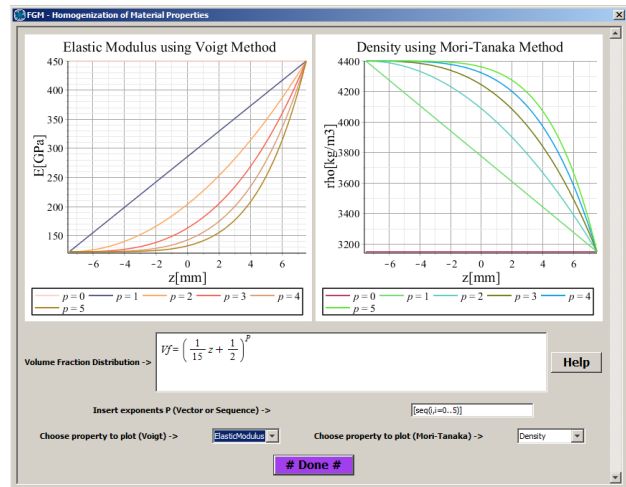 FGM - Homogenization of Material Properties
Elastic Modulus using Voigt Method
450
400
350
300
250
200
150
E[GPa]
-6 -4 -2 0 2 4 6
z[mm]
p = 0 p = 1 p = 2 p = 3 p = 4
p = 5
Density using Mori-Tanaka Method
4400
4200
4000
3800
3600
3400
3200
rho[kg/m3]
-6 -4 -2 0 2 4 6
z[mm]
p = 0 p = 1 p = 2 p = 3 p = 4
p = 5
Volume Fraction Distribution ->
Vf = ( 1/15 z + 1/2 )^p
Help
Insert exponents P (Vector or Sequence) -> [seq(i,i=0..5)]
Choose property to plot (Voigt) -> ElasticModulus Choose property to plot (Mori-Tanaka) -> Density
# Done #